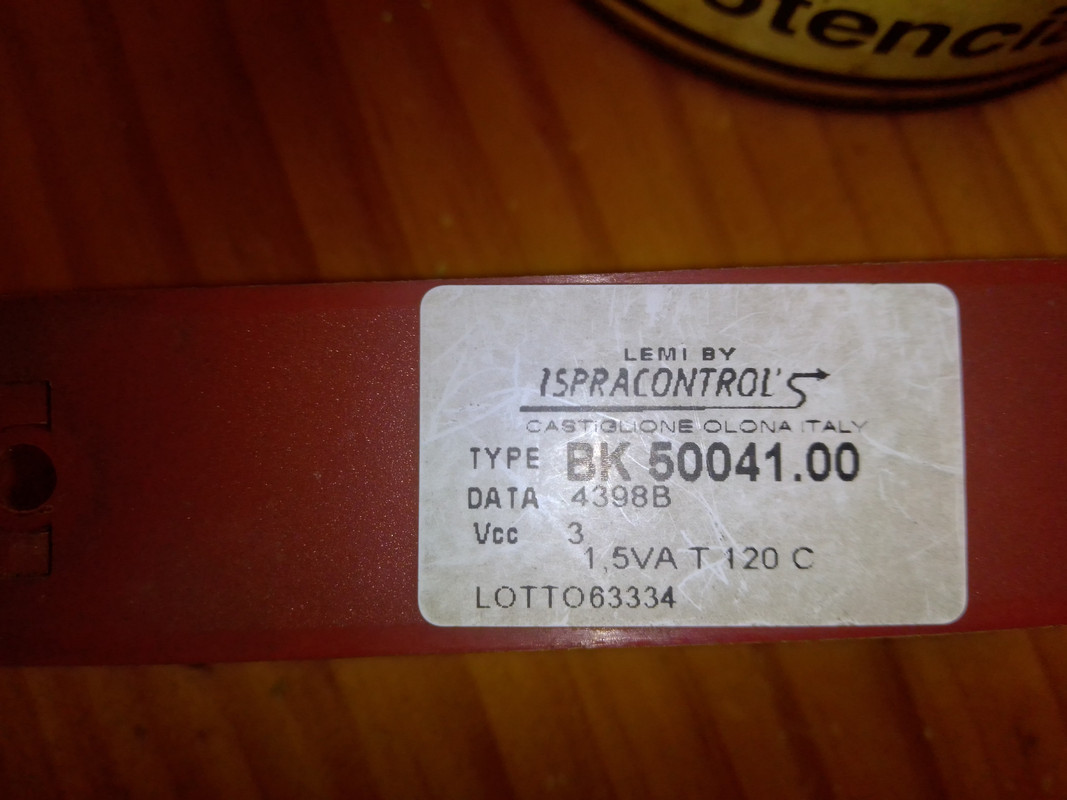 otenci
LEMI BY
ISPRACONTROL'S
CASTIGLIONE OLONA ITALY
TYPE BK 50041.00
DATA 4398B
Vcc 3
1,5VA T 120 C
LOTTO63334